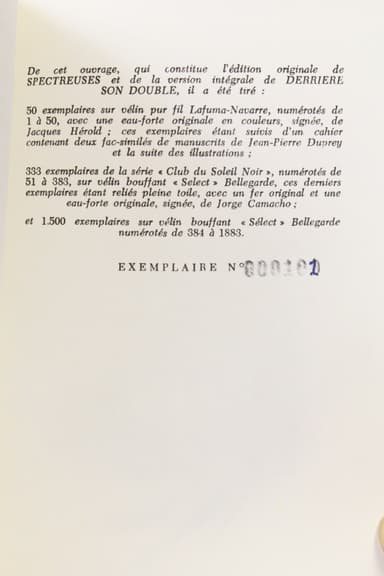 De cet ouvrage, qui constitue l'édition originale de
SPECTREUSES et de la version intégrale de DERRIERE
SON DOUBLE, il a été tiré :
50 exemplaires sur vélin pur fil Lafuma-Navarre, numérotés de
1 à 50, avec une eau-forte originale en couleurs, signée, de
Jacques Hérold ; ces exemplaires étant suivis d'un cahier
contenant deux fac-similés de manuscrits de Jean-Pierre Duprey
et la suite des illustrations ;
333 exemplaires de la série « Club du Soleil Noir », numérotés de
51 à 383, sur vélin bouffant « Select » Bellegarde, ces derniers
exemplaires étant reliés pleine toile, avec un fer original et une
eau-forte originale, signée, de Jorge Camacho ;
et 1.500 exemplaires sur vélin bouffant « Sélect » Bellegarde
numérotés de 384 à 1883.
EXEMPLAIRE N° 000101